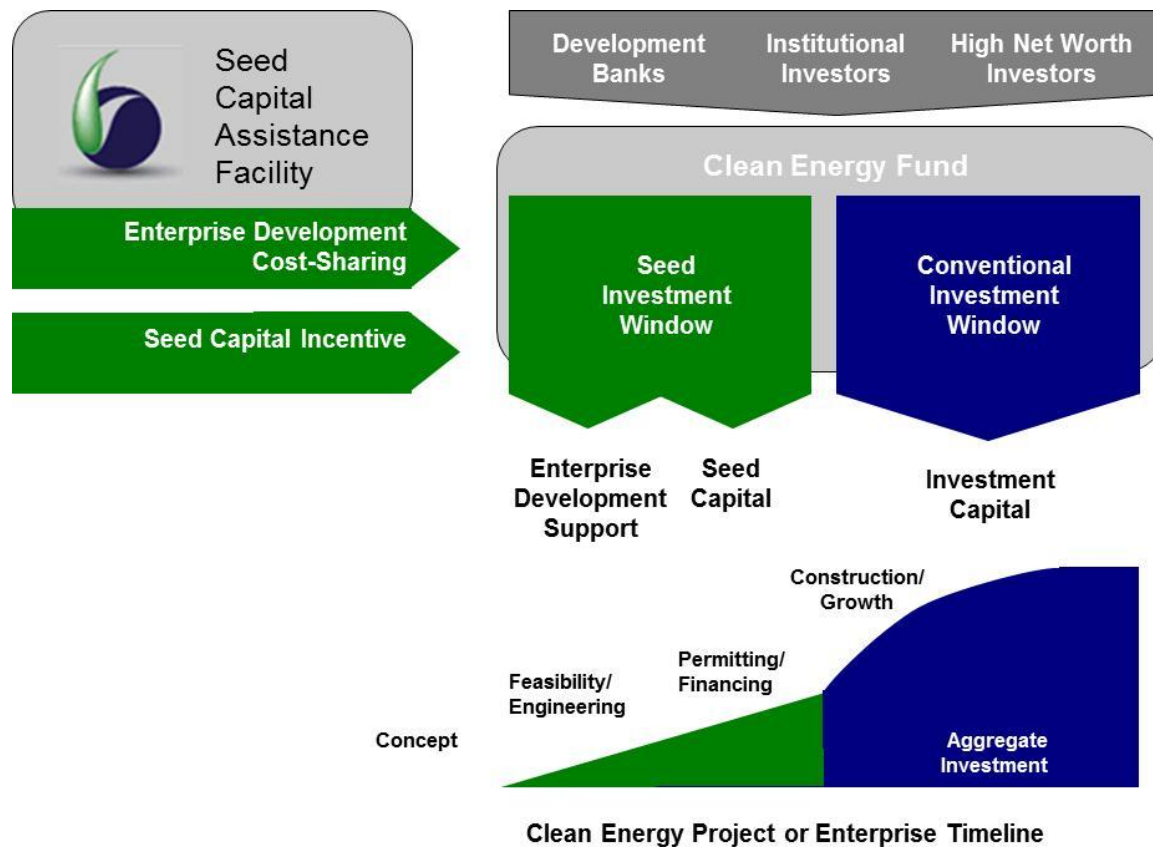 Seed
Capital
Assistance
Facility
Enterprise Development
Cost-Sharing
Seed Capital Incentive
Development
Banks
Institutional
Investors
High Net Worth
Investors
Clean Energy Fund
Seed
Investment
Window
Conventional
Investment
Window
Enterprise
Development
Support
Seed
Capital
Investment
Capital
Concept
Feasibility/
Engineering
Permitting/
Financing
Construction/
Growth
Aggregate
Investment
Clean Energy Project or Enterprise Timeline